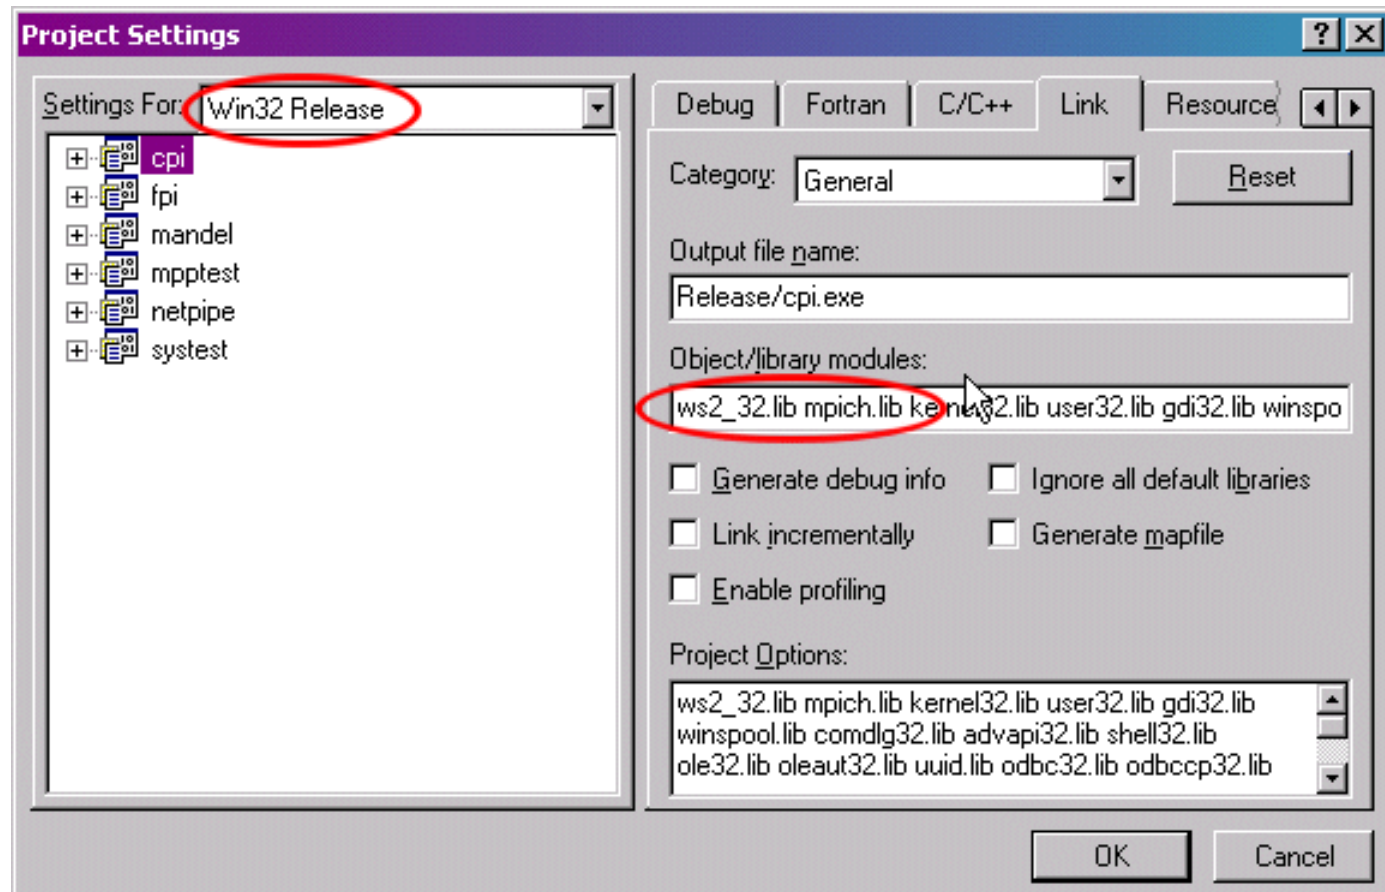 Project Settings
Settings For: Win32 Release
cpi
fpi
mandel
mpptest
netpipe
systest
Debug Fortran C/C++ Link Resource
Category: General Reset
Output file name:
Release/cpi.exe
Object/library modules:
ws2_32.lib mpich.lib kernel32.lib user32.lib gdi32.lib winspo
Generate debug info Ignore all default libraries
Link incrementally Generate mapfile
Enable profiling
Project Options:
ws2_32.lib mpich.lib kernel32.lib user32.lib gdi32.lib
winspool.lib comdlg32.lib advapi32.lib shell32.lib
ole32.lib oleaut32.lib uuid.lib odbc32.lib odbccp32.lib
OK Cancel